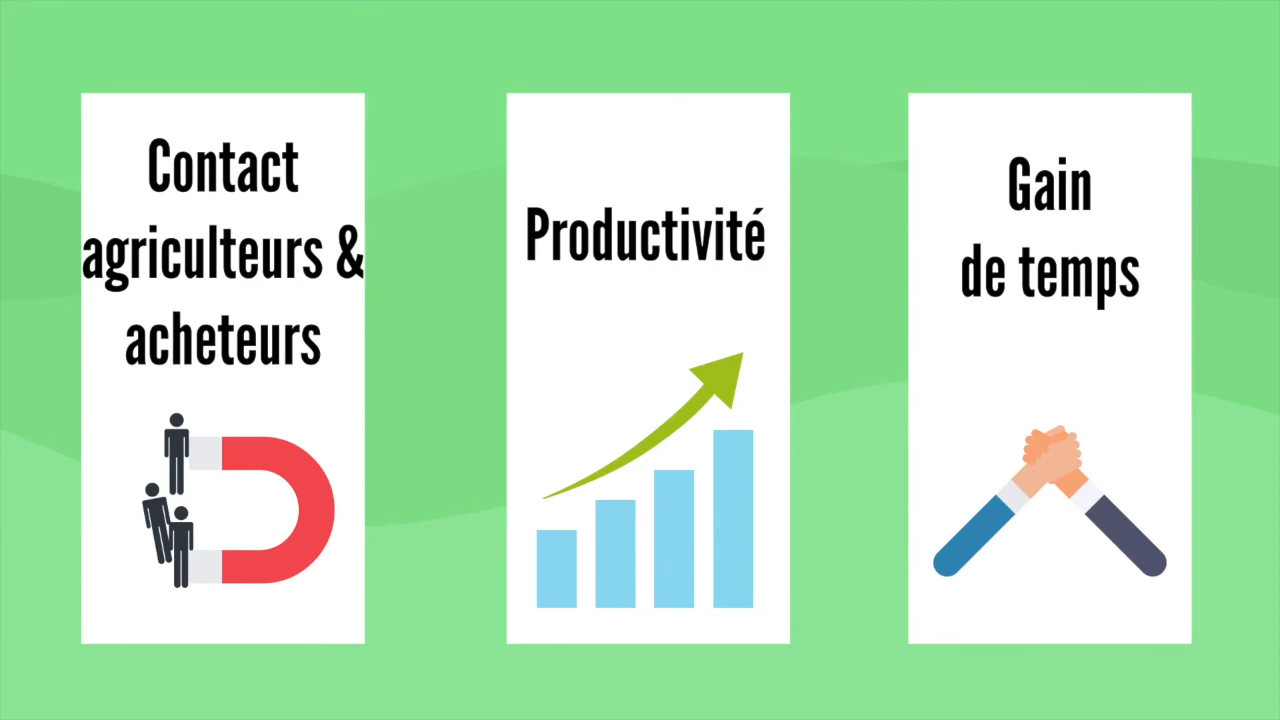 Contact
agriculteurs &
acheteurs
Productivité
Gain
de temps